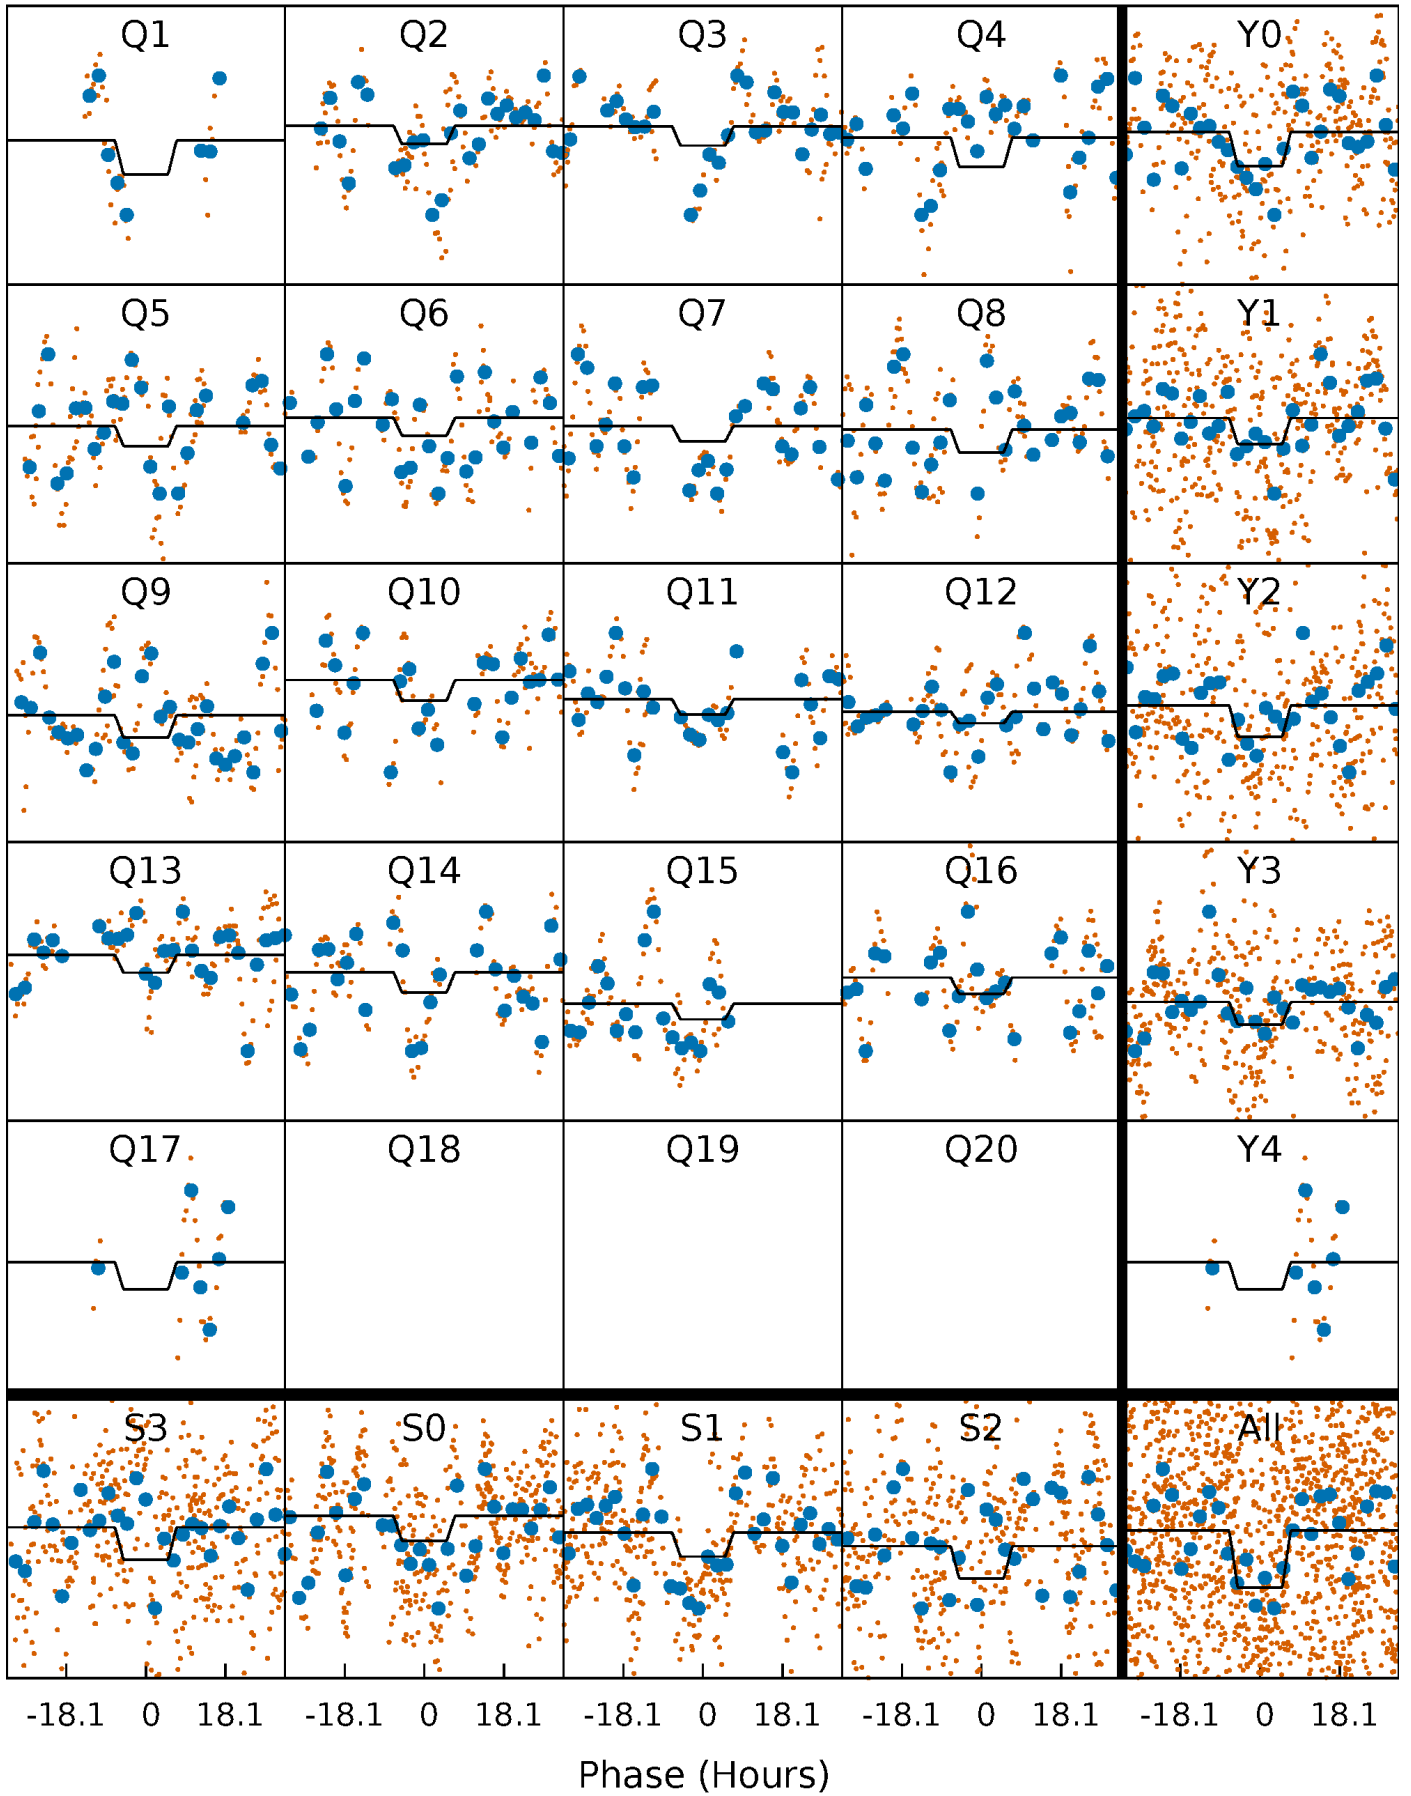 Q1 Q2 Q3 Q4 Y0
Q5 Q6 Q7 Q8 Y1
Q9 Q10 Q11 Q12 Y2
Q13 Q14 Q15 Q16 Y3
Q17 Q18 Q19 Q20 Y4
S3 S0 S1 S2 All
-18.1 0 18.1 -18.1 0 18.1 -18.1 0 18.1 -18.1 0 18.1 -18.1 0 18.1
Phase (Hours)